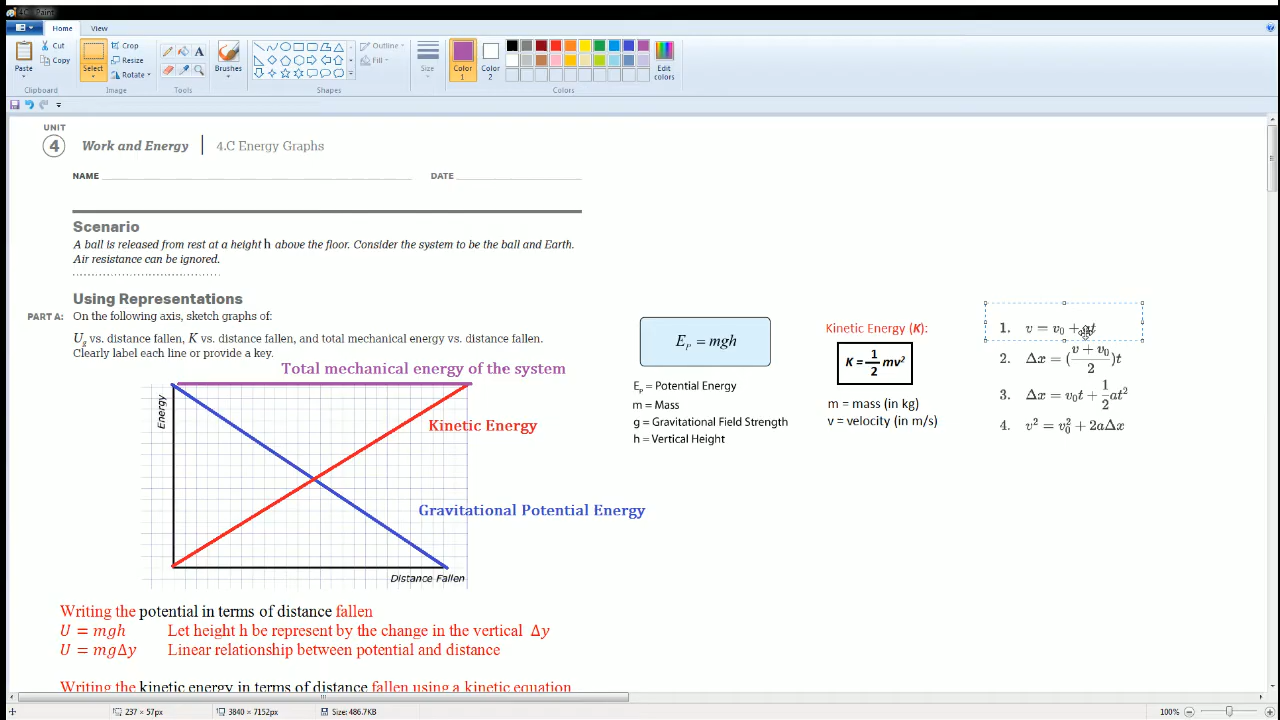 4C - Paint
Home
View
Paste
Cut
Copy
Clipboard
Select
Crop
Resize
Rotate
Image
Tools
Brushes
Outline
Fill
Shapes
Size
Color 1
Color 2
Edit colors
Colors
UNIT 4
Work and Energy | 4.C Energy Graphs
NAME DATE
Scenario
A ball is released from rest at a height h above the floor. Consider the system to be the ball and Earth.
Air resistance can be ignored.
Using Representations
PART A: On the following axis, sketch graphs of:
U_g vs. distance fallen, K vs. distance fallen, and total mechanical energy vs. distance fallen.
Clearly label each line or provide a key.
Total mechanical energy of the system
Energy
Kinetic Energy
Gravitational Potential Energy
Distance Fallen
E_P = mgh
E_P = Potential Energy
m = Mass
g = Gravitational Field Strength
h = Vertical Height
Kinetic Energy (K):
K = 1/2 mv²
m = mass (in kg)
v = velocity (in m/s)
1. v = v₀ + at
2. Δx = (v + v₀ / 2)t
3. Δx = v₀t + 1/2 at²
4. v² = v₀² + 2aΔx
Writing the potential in terms of distance fallen
U = mgh Let height h be represent by the change in the vertical Δy
U = mgΔy Linear relationship between potential and distance
Writing the kinetic energy in terms of distance fallen using a kinetic equation
237 × 57px
3840 × 7152px
Size: 486.7KB
100%